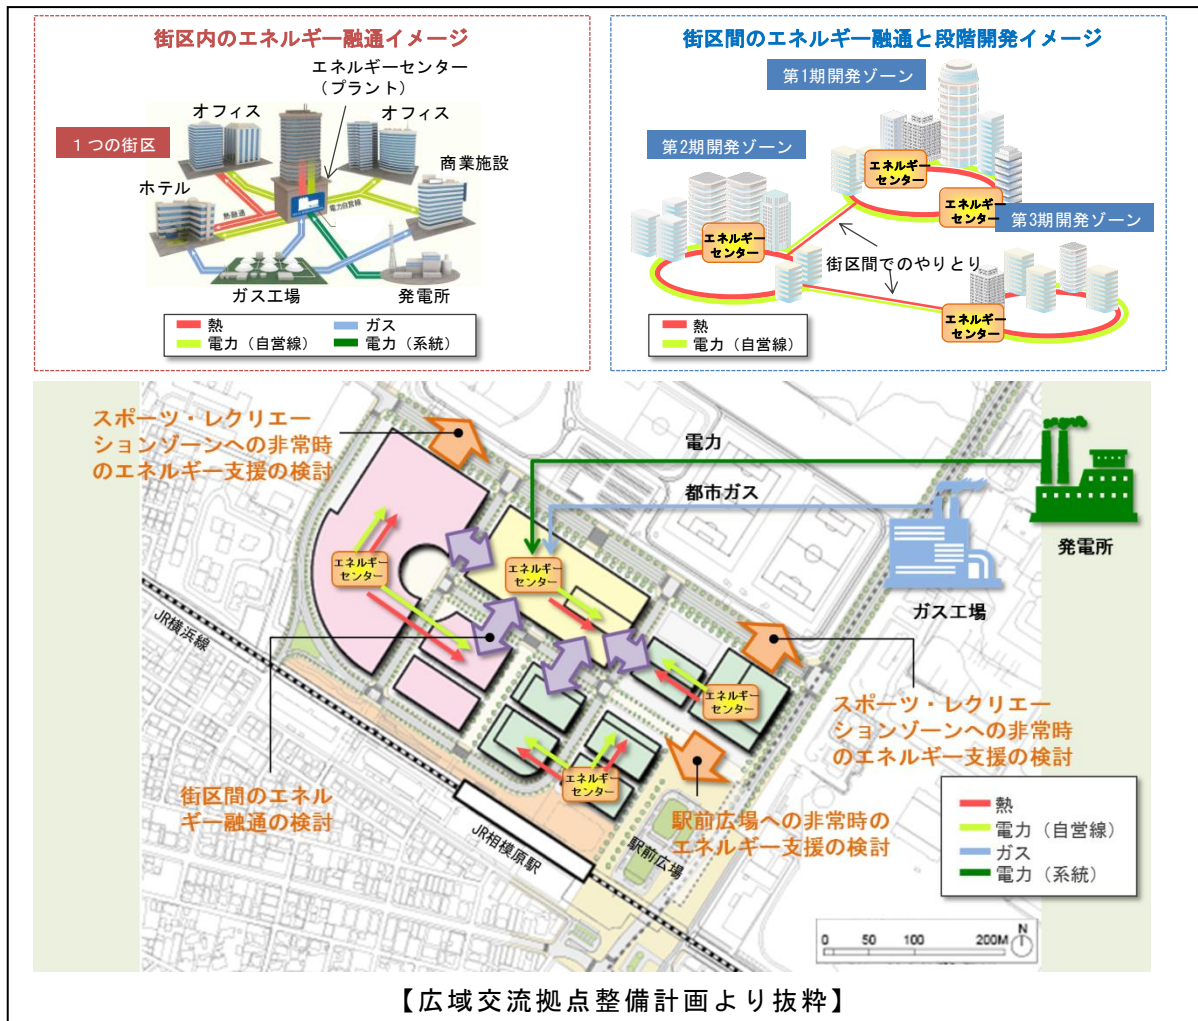 街区内のエネルギー融通イメージ
エネルギーセンター
（プラント）
オフィス
オフィス
１つの街区
商業施設
ホテル
熱融通
電力自営線
ガス工場
発電所
熱
ガス
電力（自営線）
電力（系統）
街区間のエネルギー融通と段階開発イメージ
第1期開発ゾーン
第2期開発ゾーン
エネルギー
センター
エネルギー
センター
第3期開発ゾーン
エネルギー
センター
街区間でのやりとり
エネルギー
センター
熱
電力（自営線）
スポーツ・レクリエー
ションゾーンへの非常時
のエネルギー支援の検討
電力
都市ガス
発電所
ガス工場
エネルギー
センター
エネルギー
センター
JR横浜線
エネルギー
センター
スポーツ・レクリエー
ションゾーンへの非常時
のエネルギー支援の検討
エネルギー
センター
街区間のエネル
ギー融通の検討
駅前広場への非常時の
エネルギー支援の検討
JR相模原駅
駅前広場
熱
電力（自営線）
ガス
電力（系統）
0 50 100 200M
N
【広域交流拠点整備計画より抜粋】